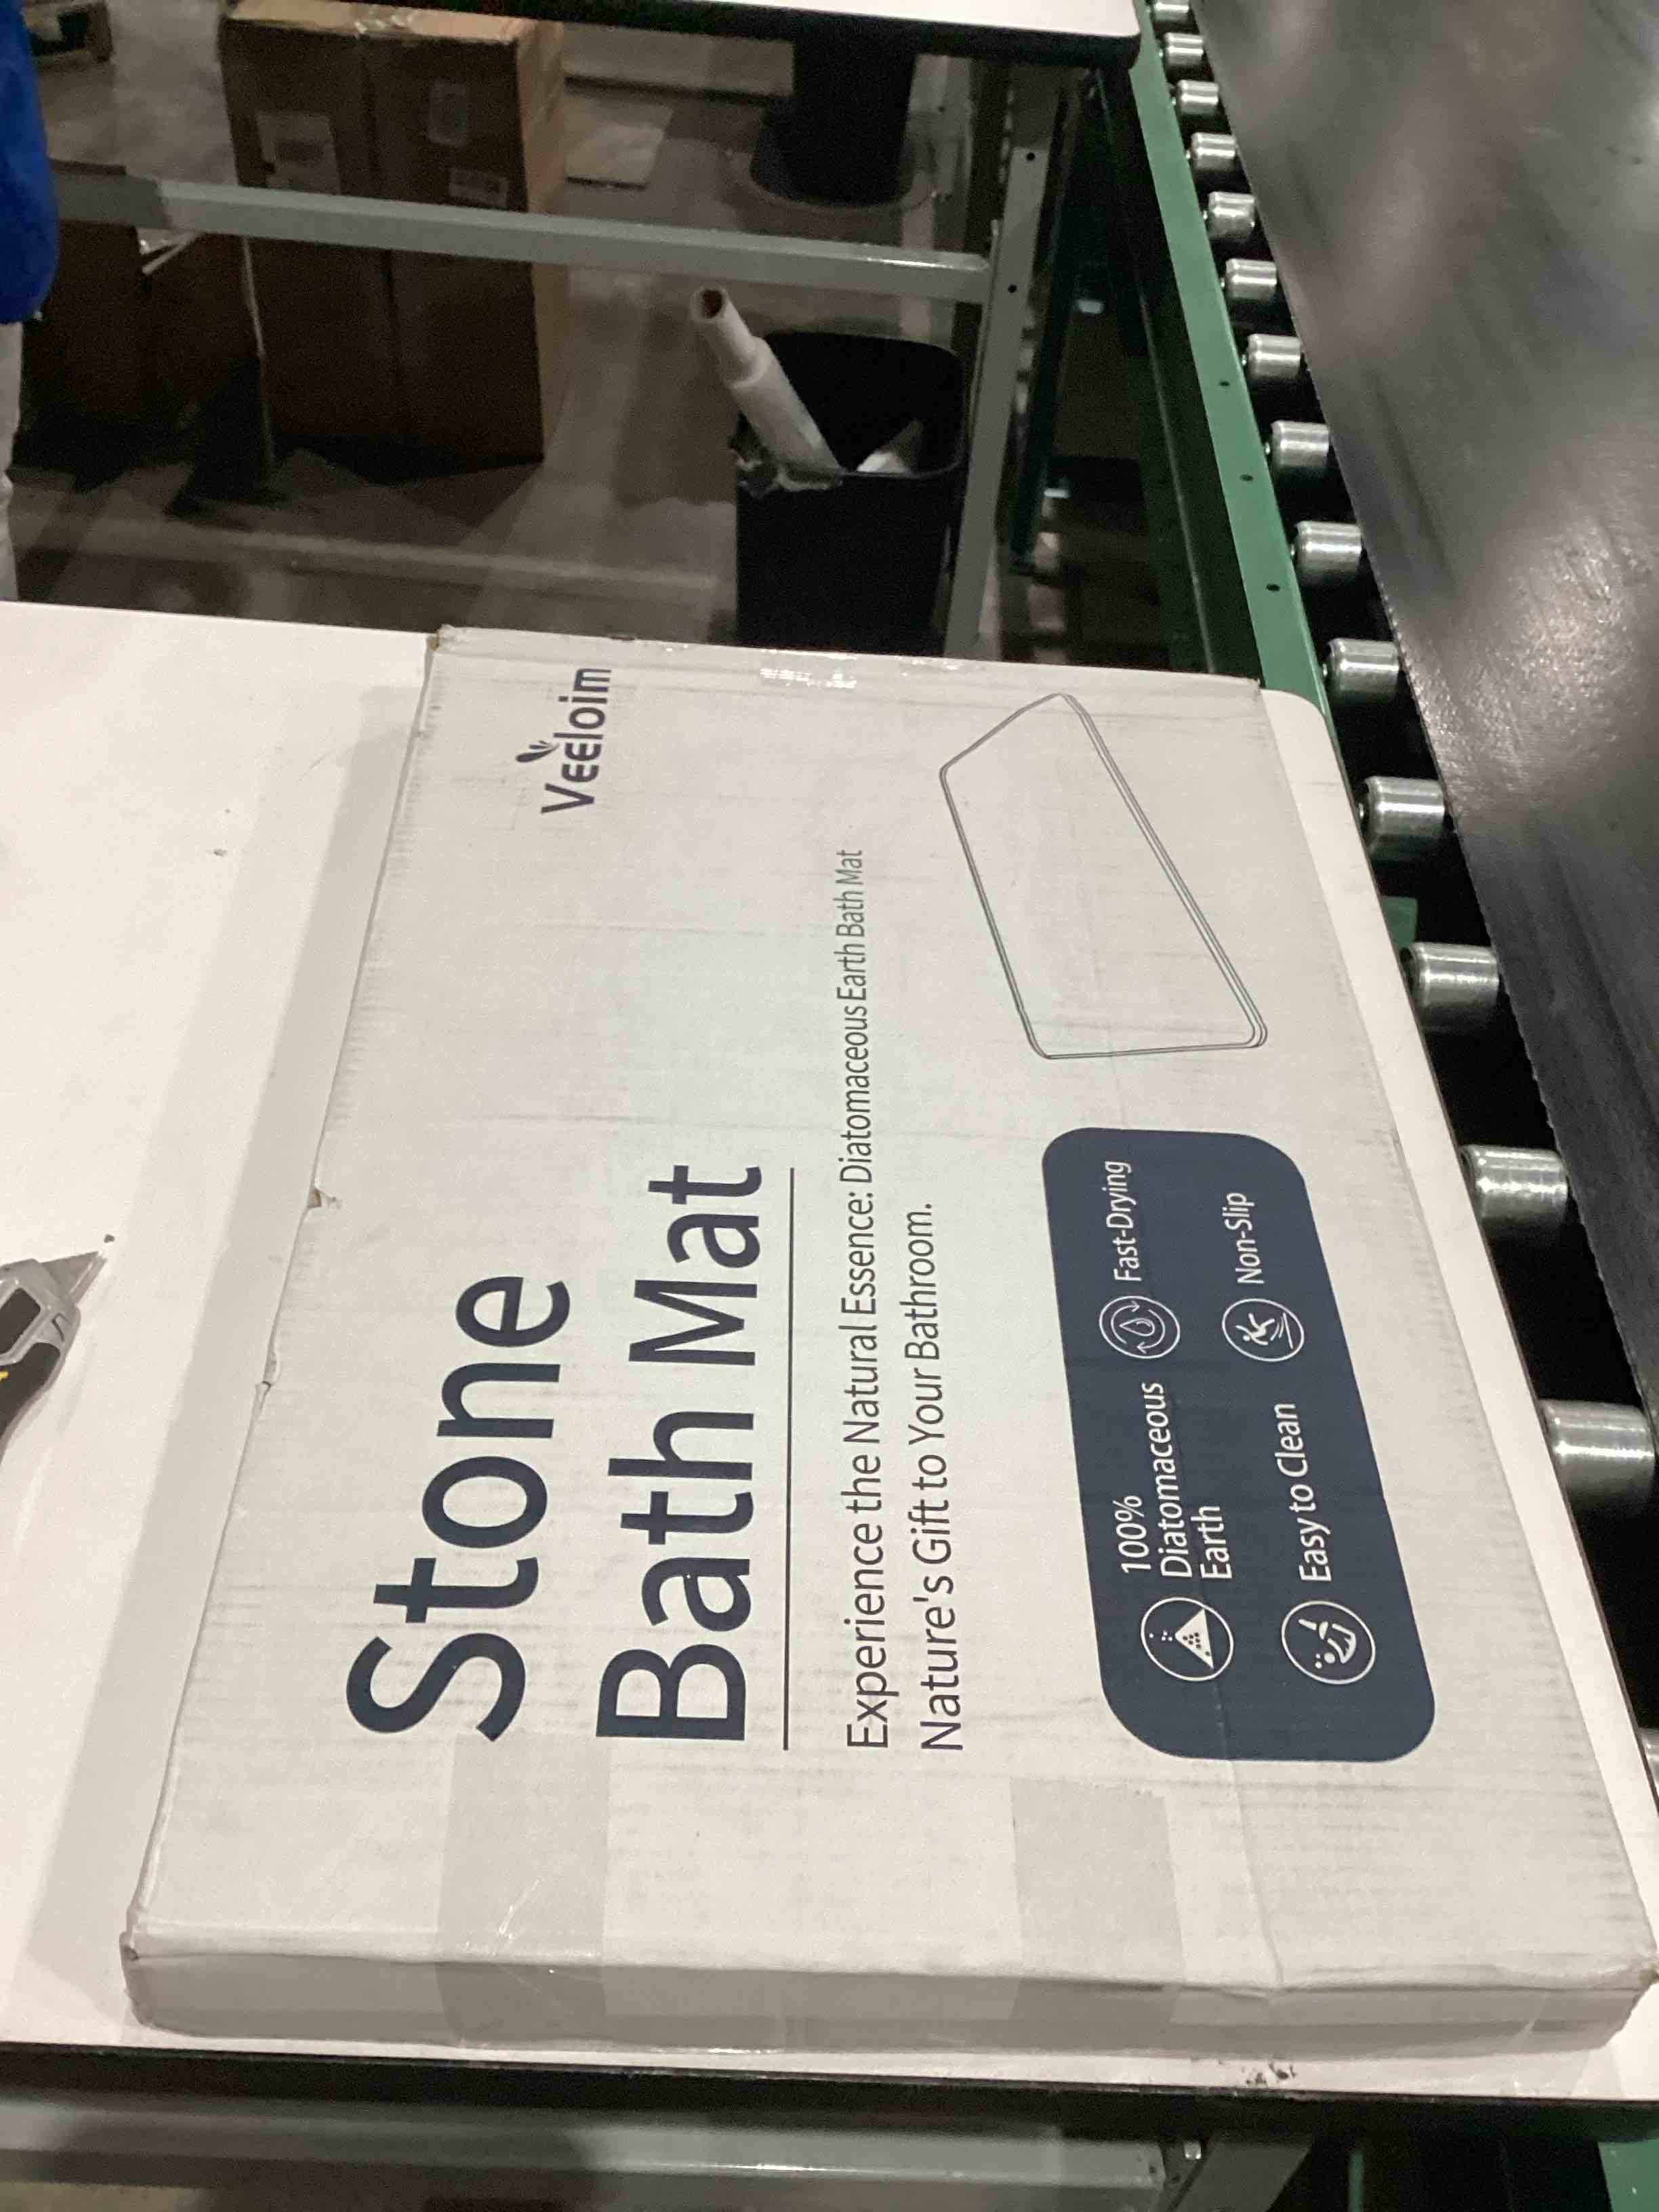 Veeloim
Stone
Bath Mat
Experience the Natural Essence: Diatomaceous Earth Bath Mat
Nature's Gift to Your Bathroom.
100%
Diatomaceous
Earth
Fast-Drying
Easy to Clean
Non-Slip